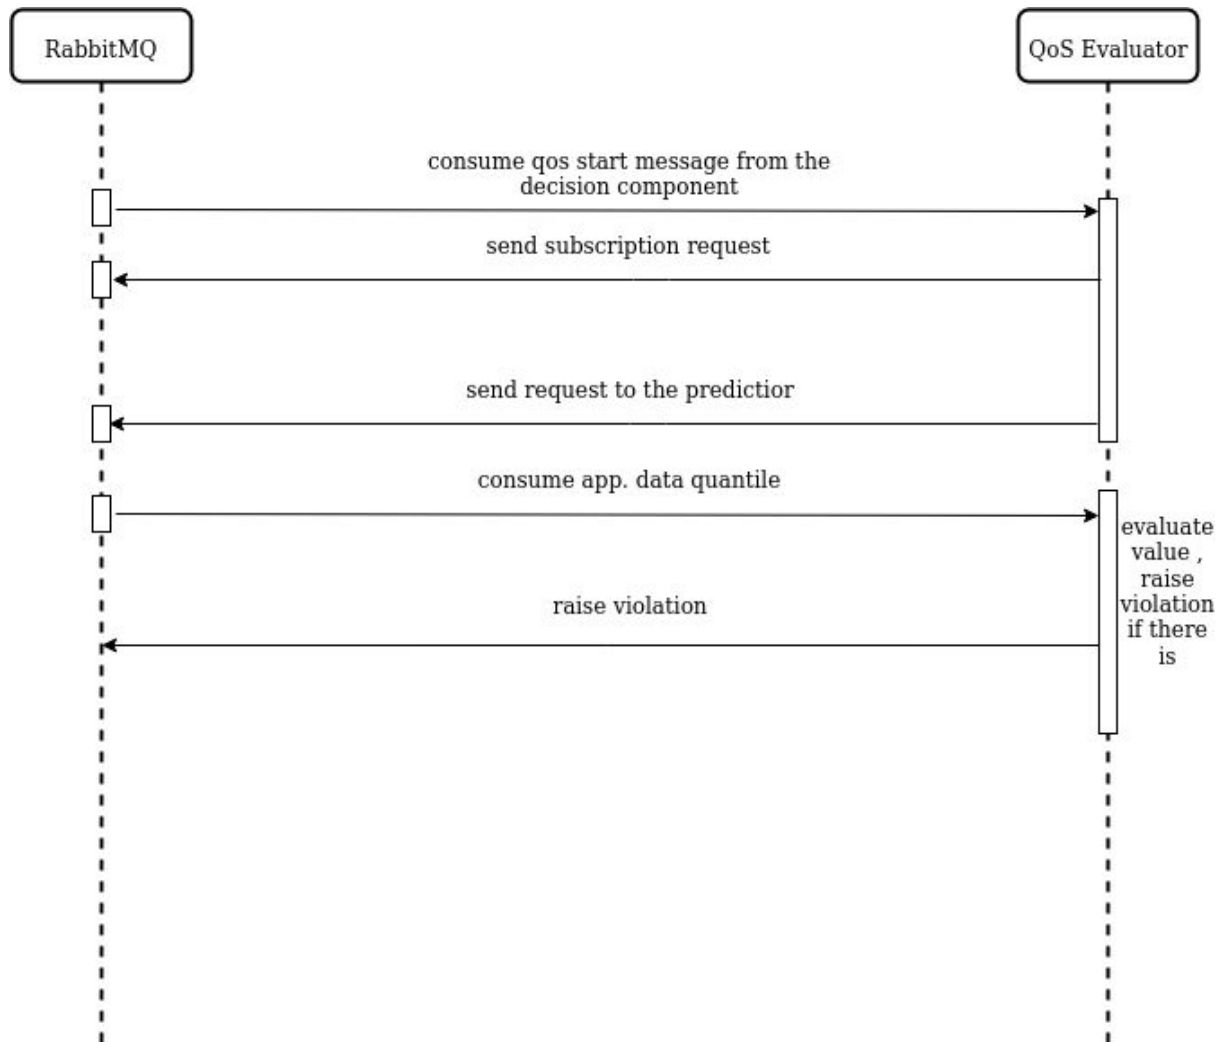 RabbitMQ
QoS Evaluator
consume qos start message from the
decision component
send subscription request
send request to the predictior
consume app. data quantile
evaluate
value ,
raise
violation
if there
is
raise violation